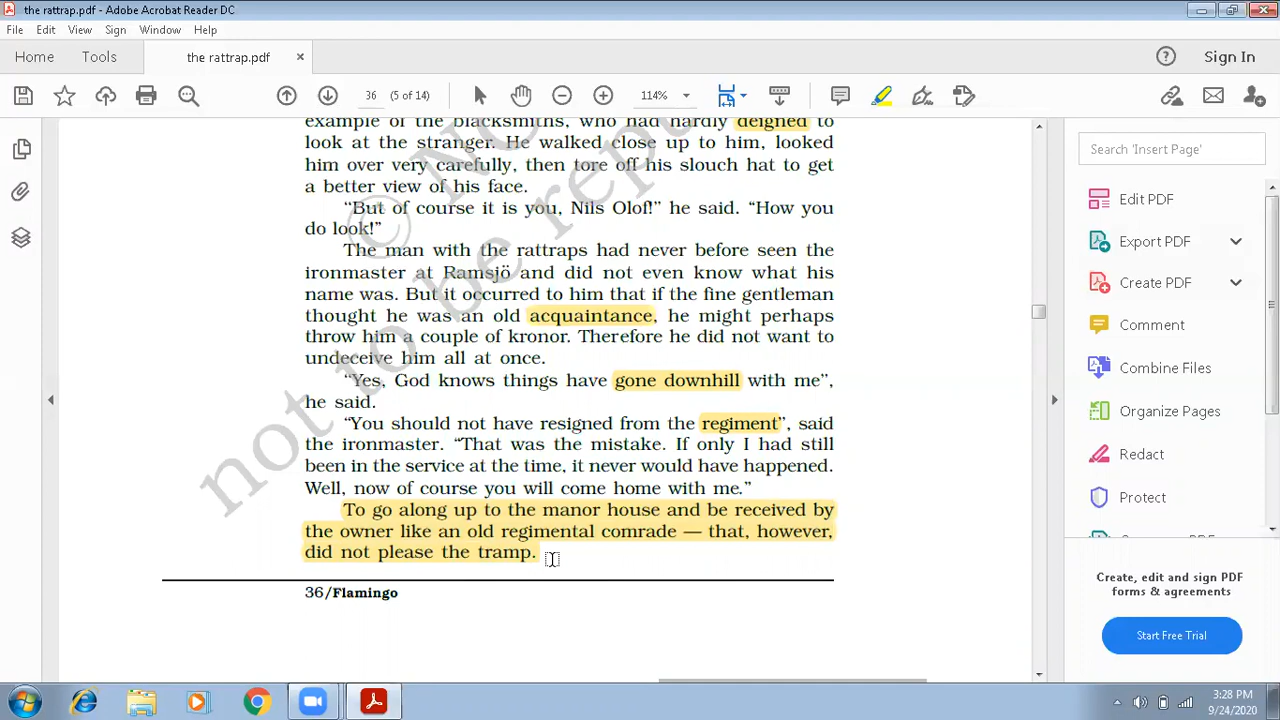 the rattrap.pdf - Adobe Acrobat Reader DC
File Edit View Sign Window Help
Home Tools the rattrap.pdf × Sign In
36 (5 of 14) 114%
example of the blacksmiths, who had hardly deigned to
look at the stranger. He walked close up to him, looked
him over very carefully, then tore off his slouch hat to get
a better view of his face.
“But of course it is you, Nils Olof!” he said. “How you
do look!”
The man with the rattraps had never before seen the
ironmaster at Ramsjö and did not even know what his
name was. But it occurred to him that if the fine gentleman
thought he was an old acquaintance, he might perhaps
throw him a couple of kronor. Therefore he did not want to
undeceive him all at once.
“Yes, God knows things have gone downhill with me”,
he said.
“You should not have resigned from the regiment”, said
the ironmaster. “That was the mistake. If only I had still
been in the service at the time, it never would have happened.
Well, now of course you will come home with me.”
To go along up to the manor house and be received by
the owner like an old regimental comrade — that, however,
did not please the tramp.
36/Flamingo
© NC
not to be rep
Search 'Insert Page'
Edit PDF
Export PDF
Create PDF
Comment
Combine Files
Organize Pages
Redact
Protect
Create, edit and sign PDF
forms & agreements
Start Free Trial
3:28 PM
9/24/2020